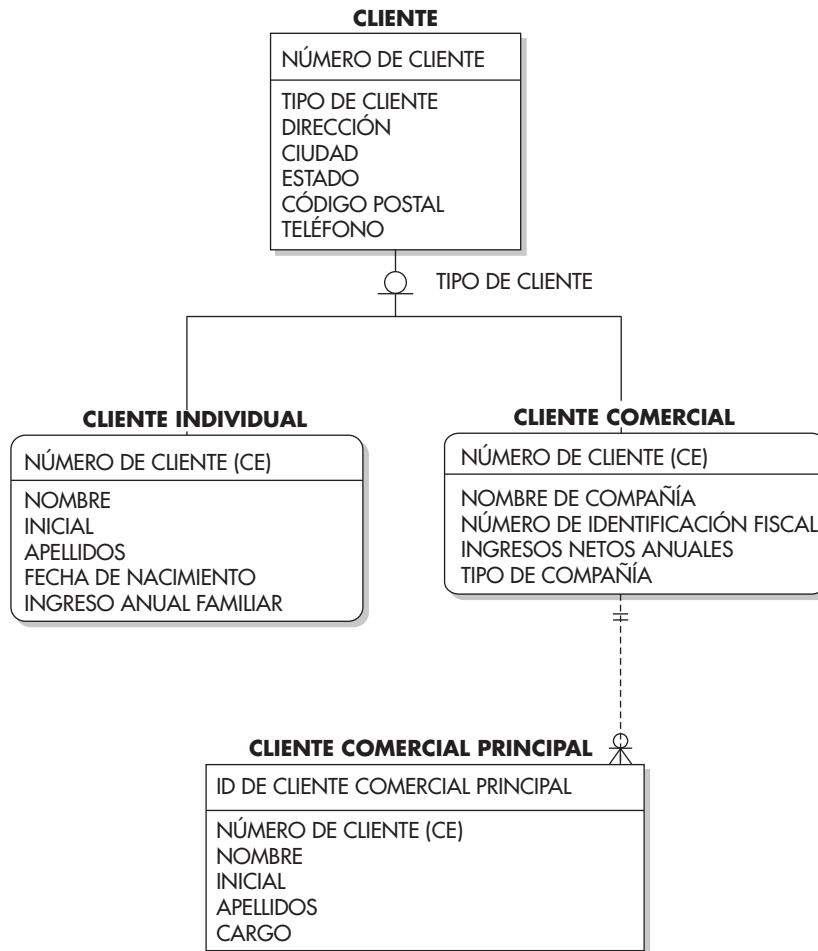 CLIENTE
NÚMERO DE CLIENTE
TIPO DE CLIENTE
DIRECCIÓN
CIUDAD
ESTADO
CÓDIGO POSTAL
TELÉFONO
TIPO DE CLIENTE
CLIENTE INDIVIDUAL
NÚMERO DE CLIENTE (CE)
NOMBRE
INICIAL
APELLIDOS
FECHA DE NACIMIENTO
INGRESO ANUAL FAMILIAR
CLIENTE COMERCIAL
NÚMERO DE CLIENTE (CE)
NOMBRE DE COMPAÑÍA
NÚMERO DE IDENTIFICACIÓN FISCAL
INGRESOS NETOS ANUALES
TIPO DE COMPAÑÍA
CLIENTE COMERCIAL PRINCIPAL
ID DE CLIENTE COMERCIAL PRINCIPAL
NÚMERO DE CLIENTE (CE)
NOMBRE
INICIAL
APELLIDOS
CARGO